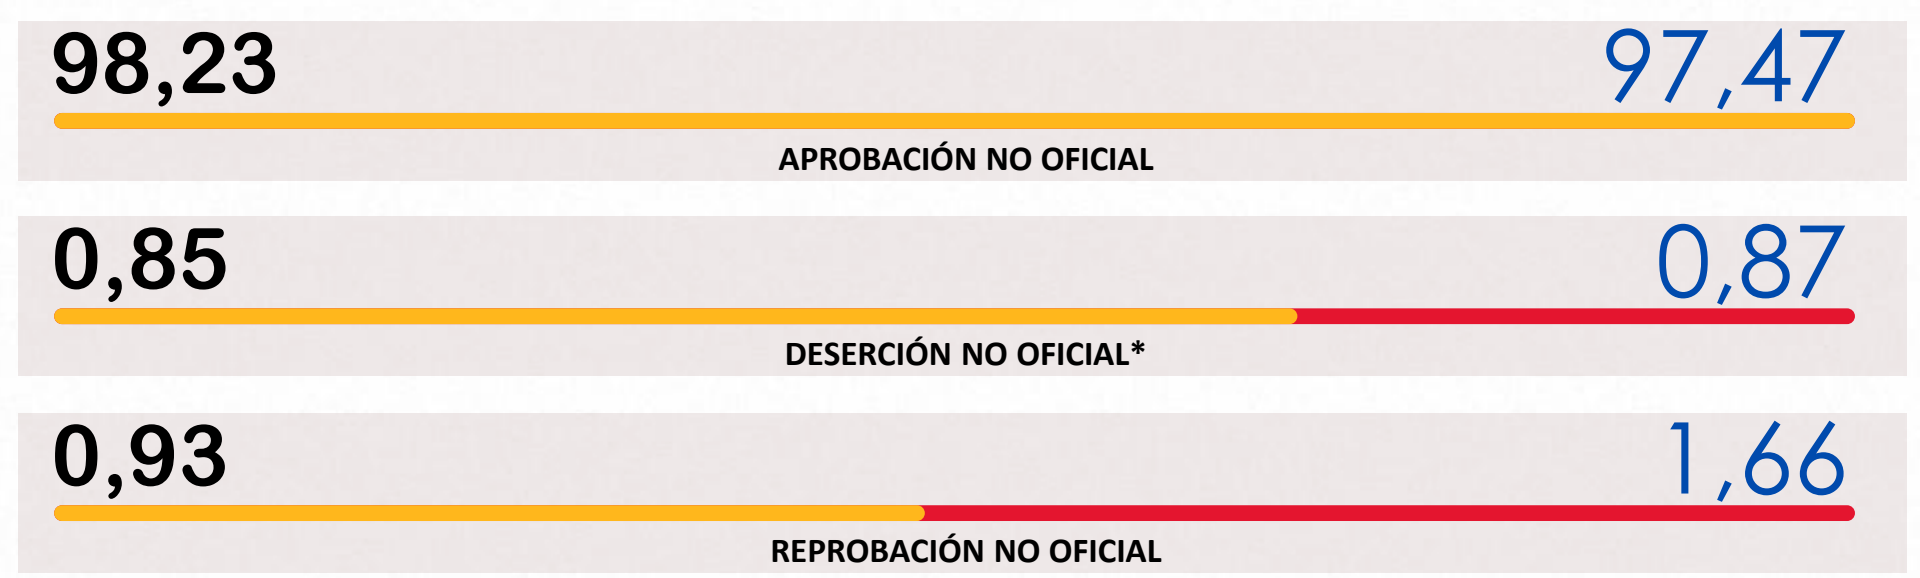 98,23 97,47
APROBACIÓN NO OFICIAL
0,85 0,87
DESERCIÓN NO OFICIAL*
0,93 1,66
REPROBACIÓN NO OFICIAL